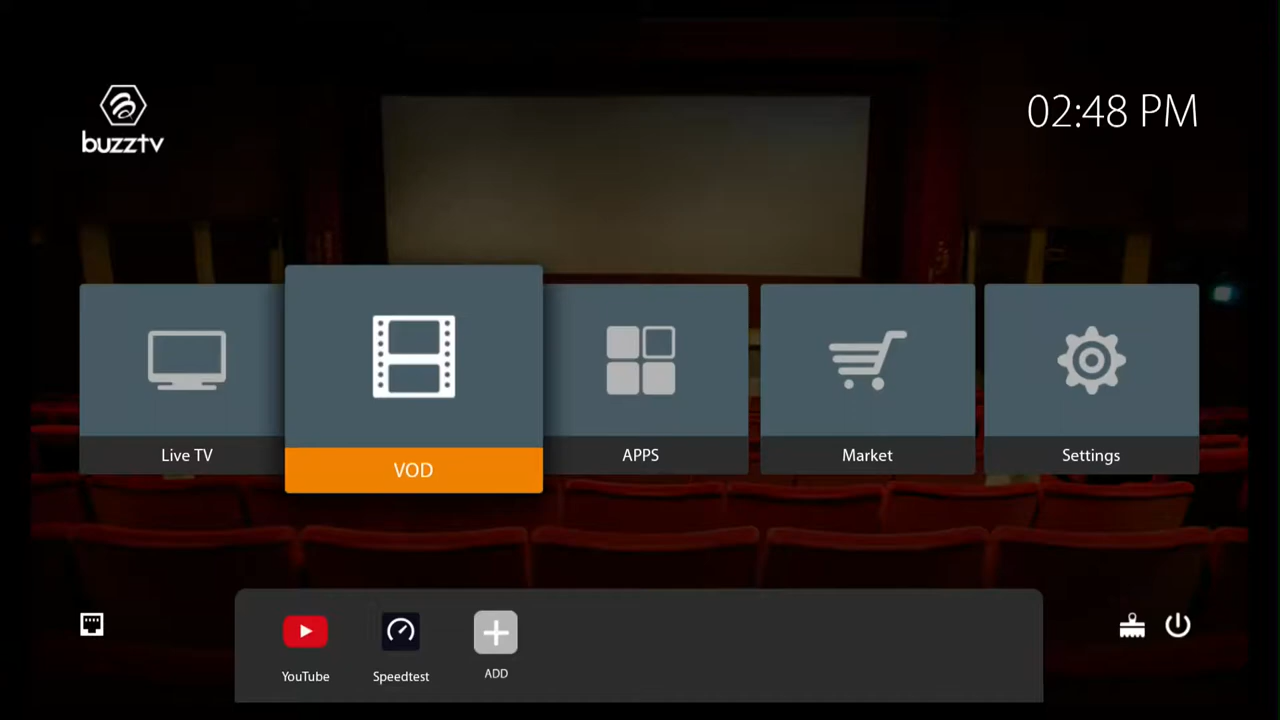 buzztv
02:48 PM
Live TV
VOD
APPS
Market
Settings
YouTube
Speedtest
ADD